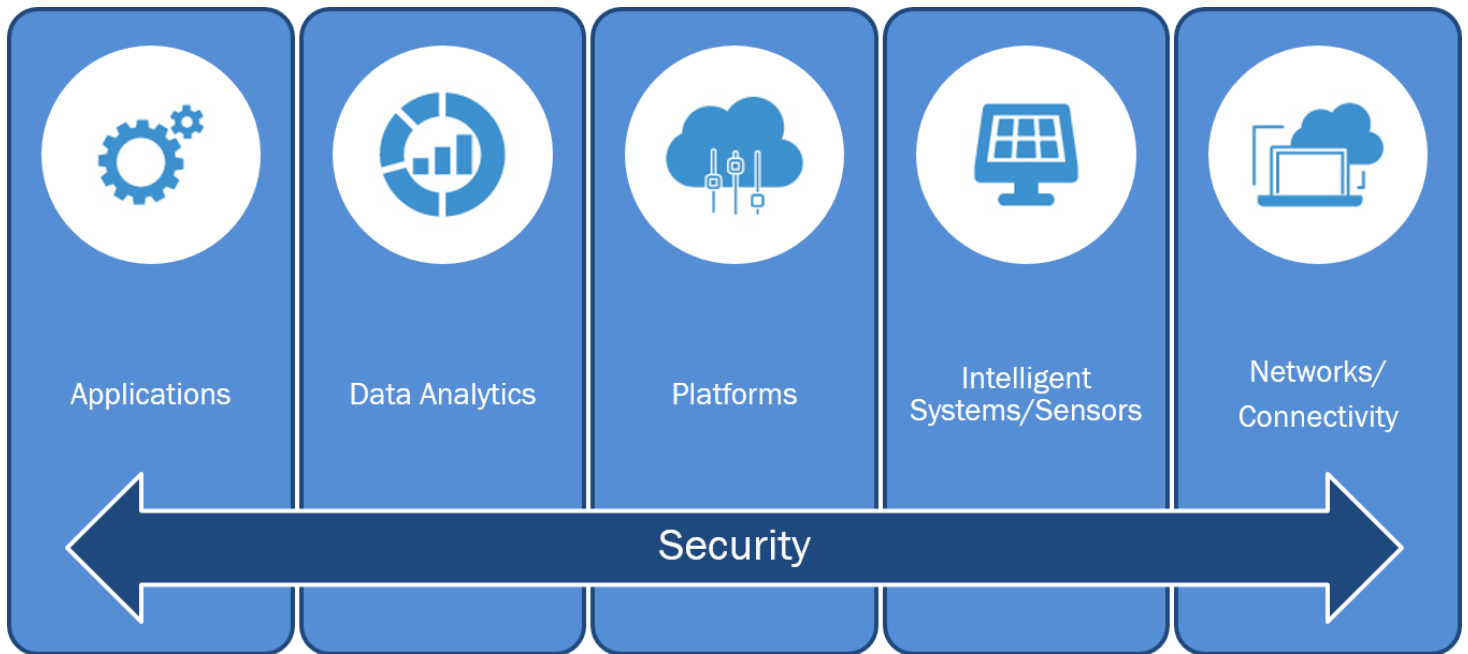 Applications
Data Analytics
Platforms
Intelligent
Systems/Sensors
Networks/
Connectivity
Security